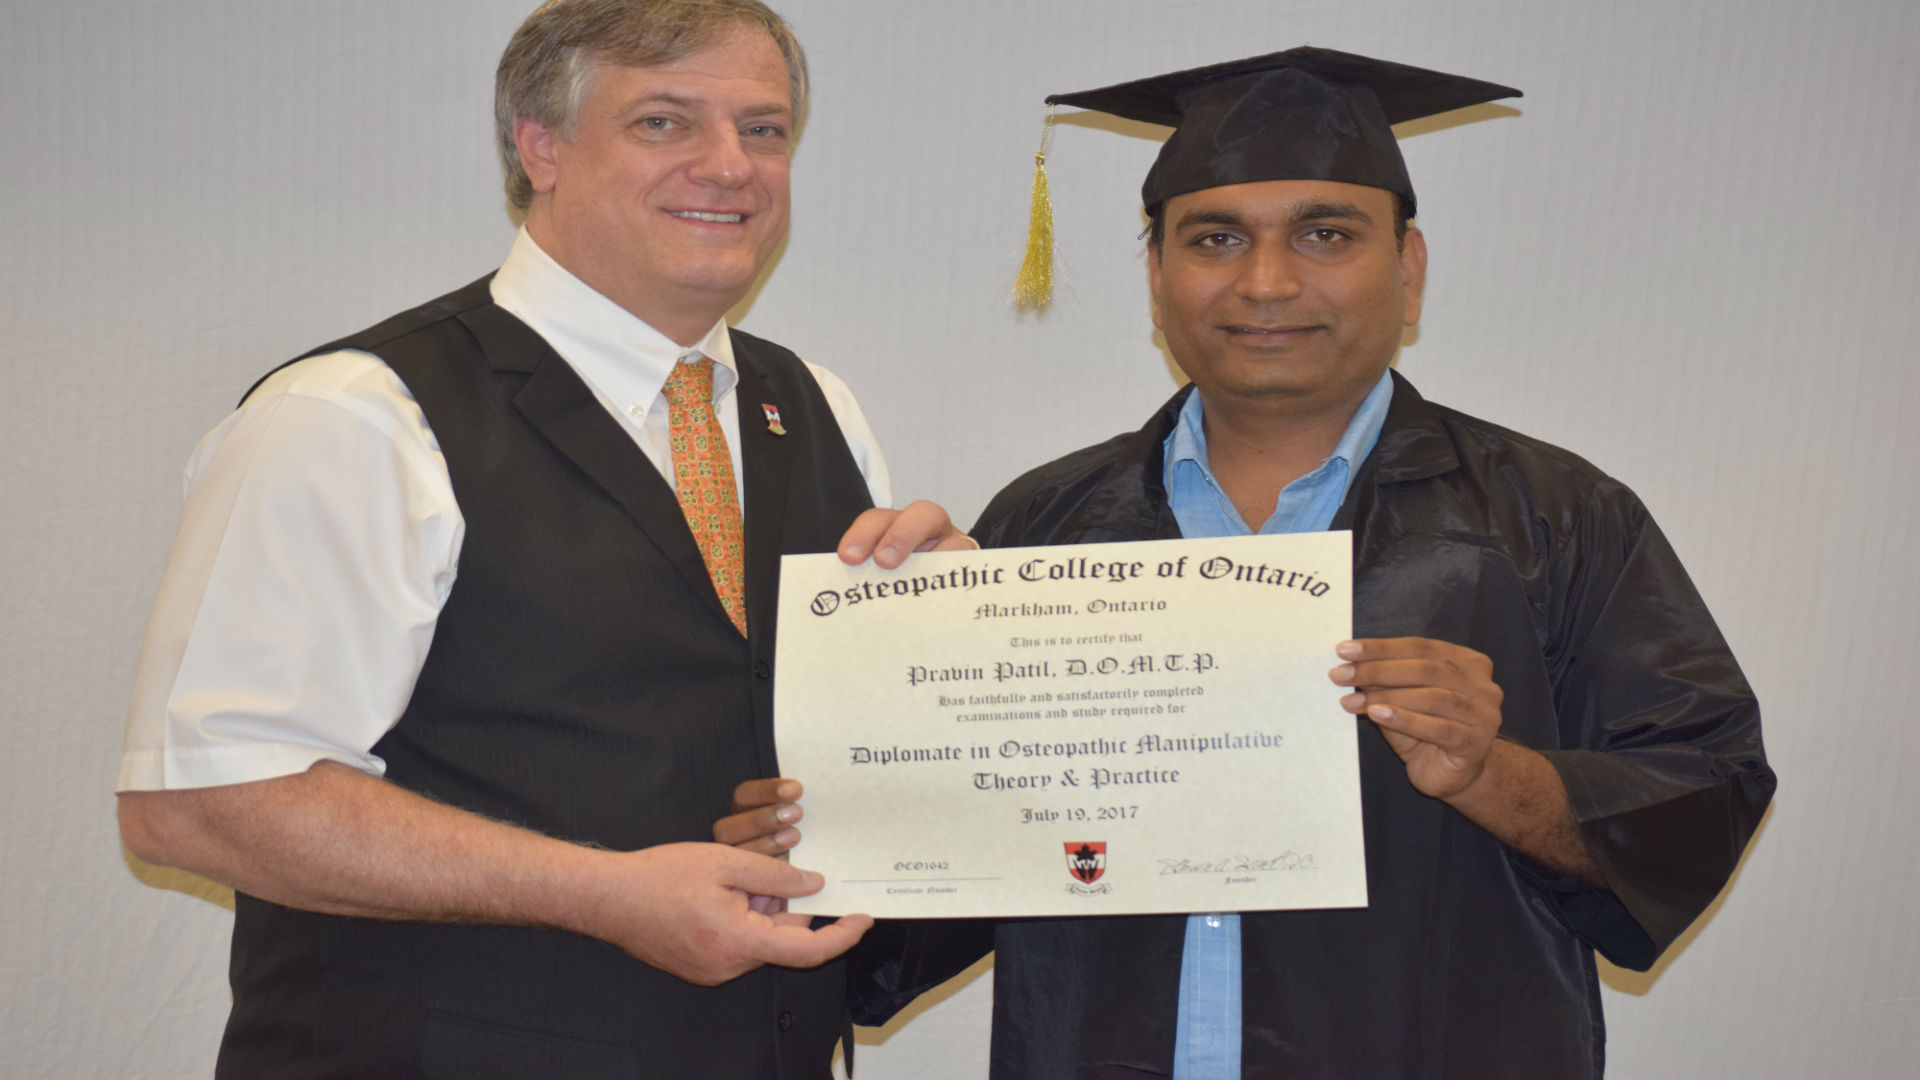 Osteopathic College of Ontario
Markham, Ontario
This is to certify that
Pravin Patil, D.O.M.T.P.
Has faithfully and satisfactorily completed
examinations and study required for
Diplomate in Osteopathic Manipulative
Theory & Practice
July 19, 2017
OCO1642
Certificate Number
Founder